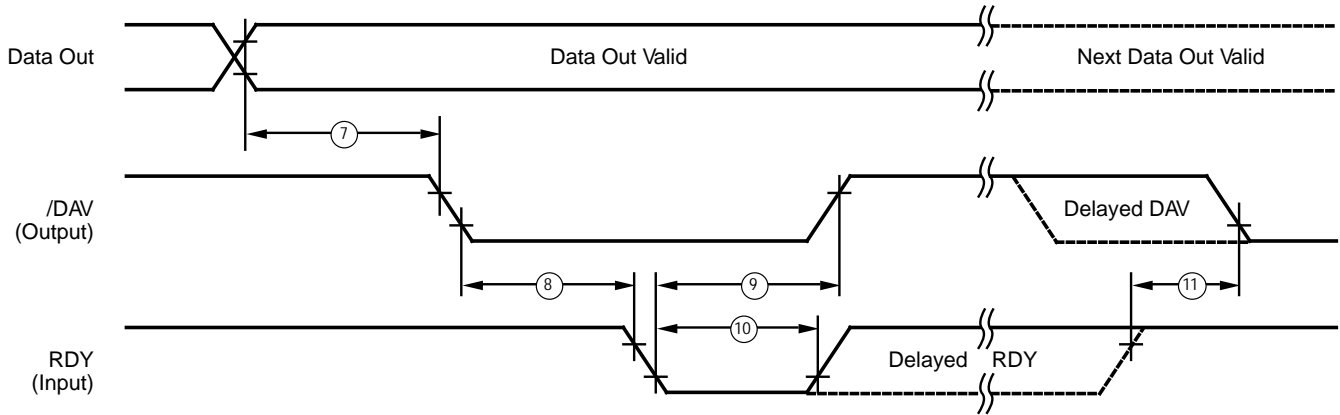 Data Out
Data Out Valid
Next Data Out Valid
7
/DAV
(Output)
Delayed DAV
8
9
11
10
RDY
(Input)
Delayed RDY